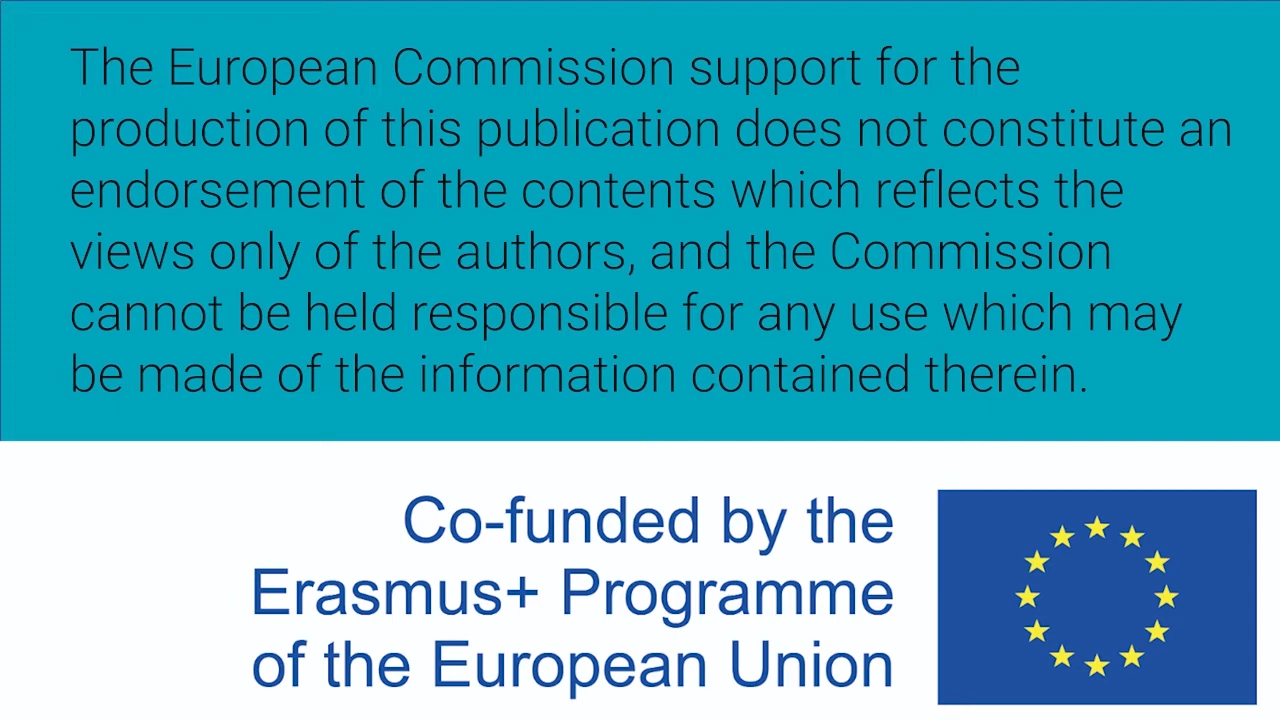 The European Commission support for the
production of this publication does not constitute an
endorsement of the contents which reflects the
views only of the authors, and the Commission
cannot be held responsible for any use which may
be made of the information contained therein.
Co-funded by the
Erasmus+ Programme
of the European Union